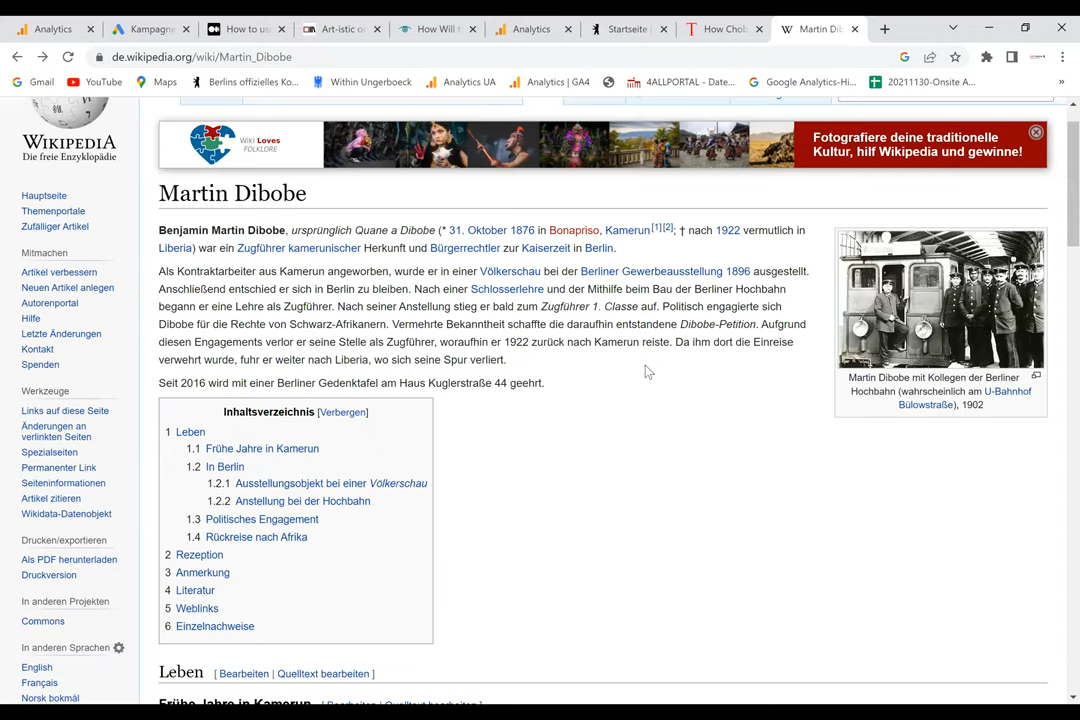 Analytics
Kampagne
How to us
Art-istic o
How Will
Analytics
Startseite
How Chob
Martin Dib
de.wikipedia.org/wiki/Martin_Dibobe
Gmail
YouTube
Maps
Berlins offizielles Ko...
Within Ungerboeck
Analytics UA
Analytics | GA4
4ALLPORTAL - Date...
Google Analytics-Hi...
20211130-Onsite A...
»
WIKIPEDIA
Die freie Enzyklopädie
Wiki Loves
FOLKLORE
Fotografiere deine traditionelle
Kultur, hilf Wikipedia und gewinne!
Hauptseite
Themenportale
Zufälliger Artikel
Mitmachen
Artikel verbessern
Neuen Artikel anlegen
Autorenportal
Hilfe
Letzte Änderungen
Kontakt
Spenden
Werkzeuge
Links auf diese Seite
Änderungen an
verlinkten Seiten
Spezialseiten
Permanenter Link
Seiteninformationen
Artikel zitieren
Wikidata-Datenobjekt
Drucken/exportieren
Als PDF herunterladen
Druckversion
In anderen Projekten
Commons
In anderen Sprachen
English
Français
Norsk bokmål
Martin Dibobe
Benjamin Martin Dibobe, ursprünglich Quane a Dibobe (* 31. Oktober 1876 in Bonapriso, Kamerun[1][2]; † nach 1922 vermutlich in
Liberia) war ein Zugführer kamerunischer Herkunft und Bürgerrechtler zur Kaiserzeit in Berlin.
Als Kontraktarbeiter aus Kamerun angeworben, wurde er in einer Völkerschau bei der Berliner Gewerbeausstellung 1896 ausgestellt.
Anschließend entschied er sich in Berlin zu bleiben. Nach einer Schlosserlehre und der Mithilfe beim Bau der Berliner Hochbahn
begann er eine Lehre als Zugführer. Nach seiner Anstellung stieg er bald zum Zugführer 1. Classe auf. Politisch engagierte sich
Dibobe für die Rechte von Schwarz-Afrikanern. Vermehrte Bekanntheit schaffte die daraufhin entstandene Dibobe-Petition. Aufgrund
diesen Engagements verlor er seine Stelle als Zugführer, woraufhin er 1922 zurück nach Kamerun reiste. Da ihm dort die Einreise
verwehrt wurde, fuhr er weiter nach Liberia, wo sich seine Spur verliert.
Seit 2016 wird mit einer Berliner Gedenktafel am Haus Kuglerstraße 44 geehrt.
Martin Dibobe mit Kollegen der Berliner
Hochbahn (wahrscheinlich am U-Bahnhof
Bülowstraße), 1902
Inhaltsverzeichnis [Verbergen]
1 Leben
1.1 Frühe Jahre in Kamerun
1.2 In Berlin
1.2.1 Ausstellungsobjekt bei einer Völkerschau
1.2.2 Anstellung bei der Hochbahn
1.3 Politisches Engagement
1.4 Rückreise nach Afrika
2 Rezeption
3 Anmerkung
4 Literatur
5 Weblinks
6 Einzelnachweise
Leben [ Bearbeiten | Quelltext bearbeiten ]
Frühe Jahre in Kamerun [ Bearbeiten | Quelltext bearbeiten ]